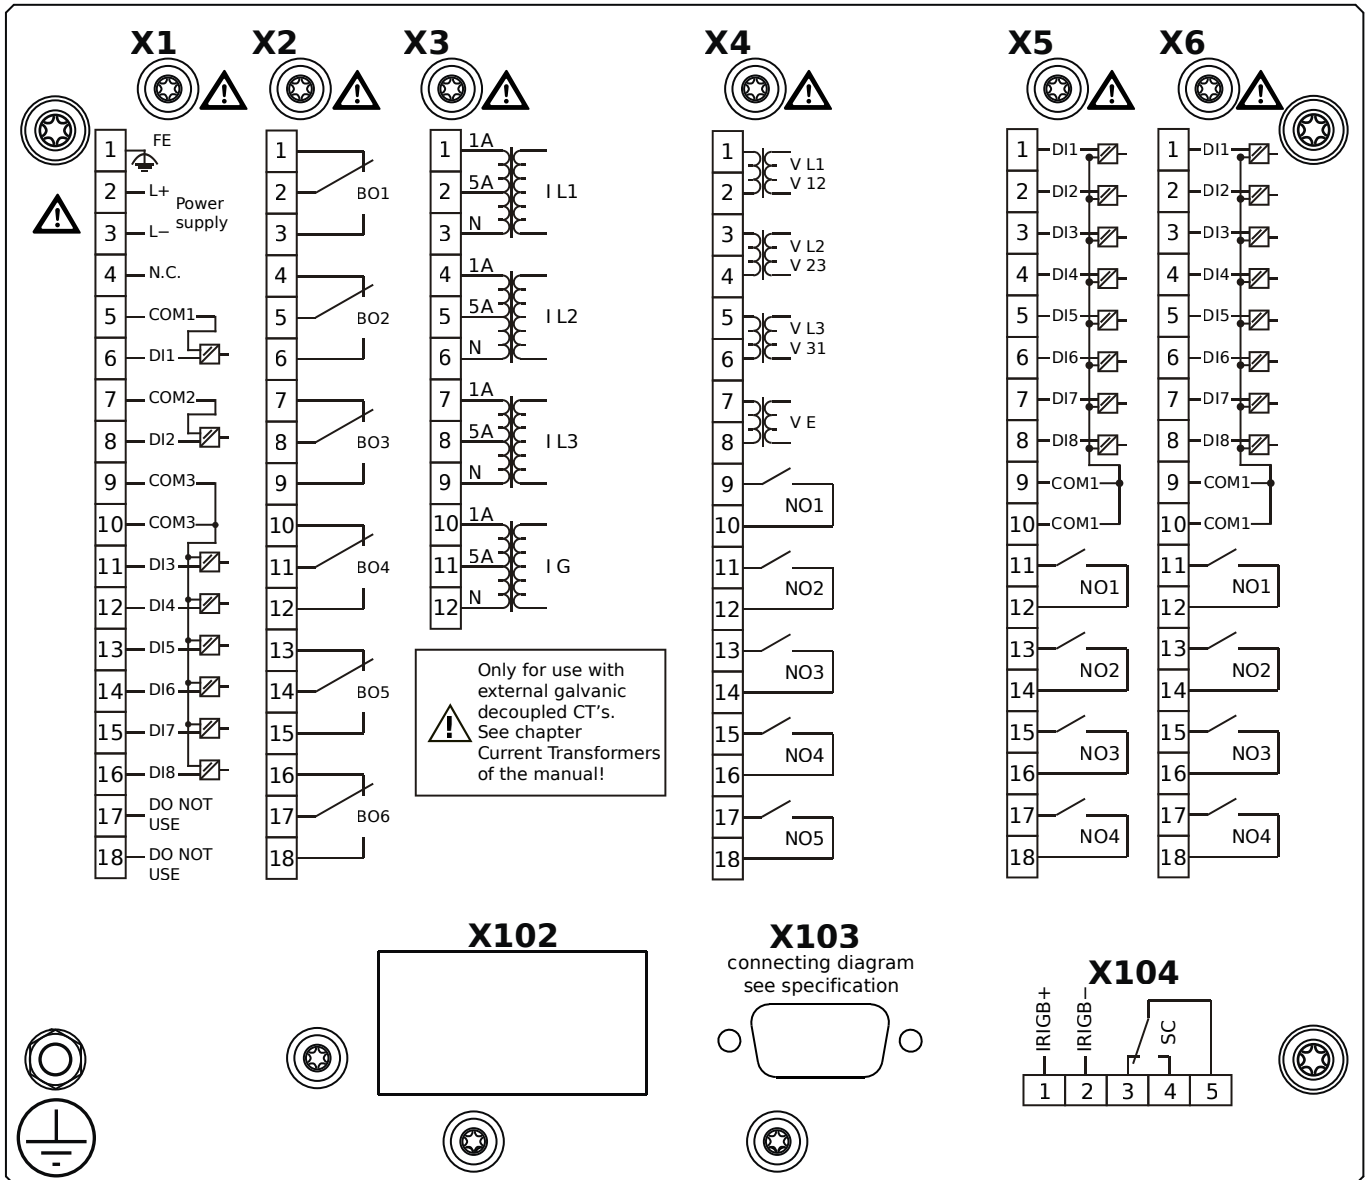 X1 X2 X3 X4 X5 X6
1 FE
2 L+
Power
supply
3 L−
4 N.C.
5 COM1
6 DI1
7 COM2
8 DI2
9 COM3
10 COM3
11 DI3
12 DI4
13 DI5
14 DI6
15 DI7
16 DI8
17 DO NOT
USE
18 DO NOT
USE
1
2 BO1
3
4
5 BO2
6
7
8 BO3
9
10
11 BO4
12
13
14 BO5
15
16
17 BO6
18
1 1A
2 5A I L1
3 N
4 1A
5 5A I L2
6 N
7 1A
8 5A I L3
9 N
10 1A
11 5A I G
12 N
Only for use with
external galvanic
decoupled CT's.
See chapter
Current Transformers
of the manual!
1 V L1
2 V 12
3 V L2
4 V 23
5 V L3
6 V 31
7 V E
8
9
NO1
10
11
NO2
12
13
NO3
14
15
NO4
16
17
NO5
18
1 DI1
2 DI2
3 DI3
4 DI4
5 DI5
6 DI6
7 DI7
8 DI8
9 COM1
10 COM1
11
NO1
12
13
NO2
14
15
NO3
16
17
NO4
18
1 DI1
2 DI2
3 DI3
4 DI4
5 DI5
6 DI6
7 DI7
8 DI8
9 COM1
10 COM1
11
NO1
12
13
NO2
14
15
NO3
16
17
NO4
18
X102
X103
connecting diagram
see specification
X104
IRIGB+
IRIGB−
SC
1 2 3 4 5